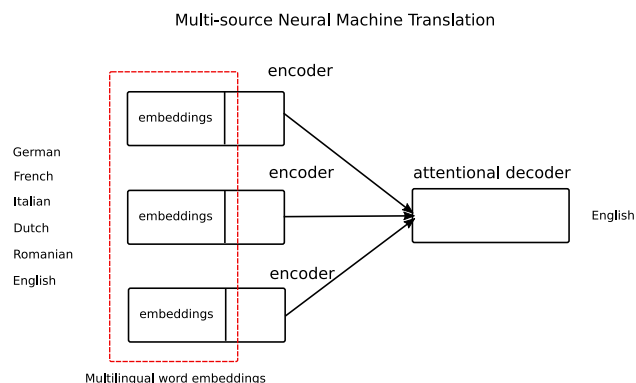 Multi-source Neural Machine Translation
encoder
embeddings
German
French
Italian
Dutch
Romanian
English
encoder
embeddings
encoder
embeddings
attentional decoder
English
Multilingual word embeddings